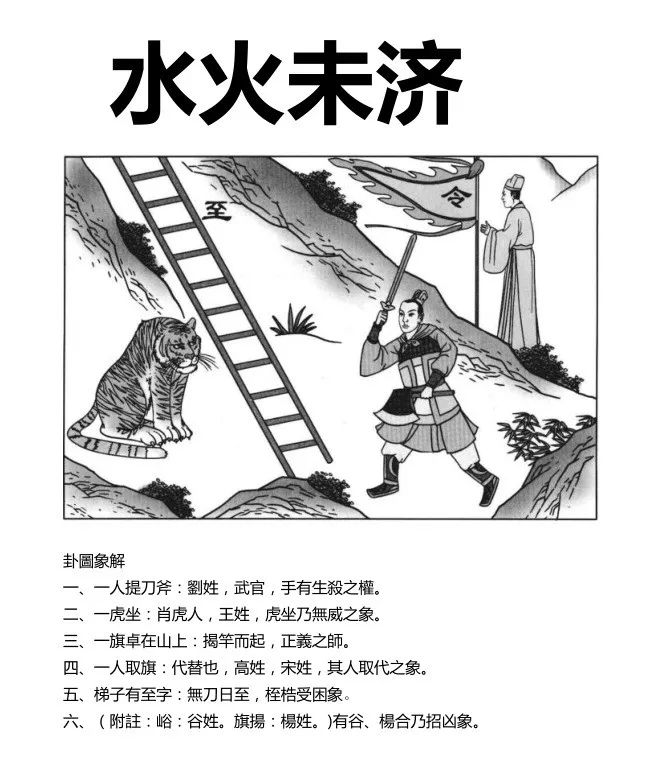 水火未济
至
令
卦圖象解
一、一人提刀斧：劉姓，武官，手有生殺之權。
二、一虎坐：肖虎人，王姓，虎坐乃無威之象。
三、一旗卓在山上：揭竿而起，正義之師。
四、一人取旗：代替也，高姓，宋姓，其人取代之象。
五、梯子有至字：無刀日至，桎梏受困象。
六、（附註：峪：谷姓。旗揚：楊姓。)有谷、楊合乃招凶象。